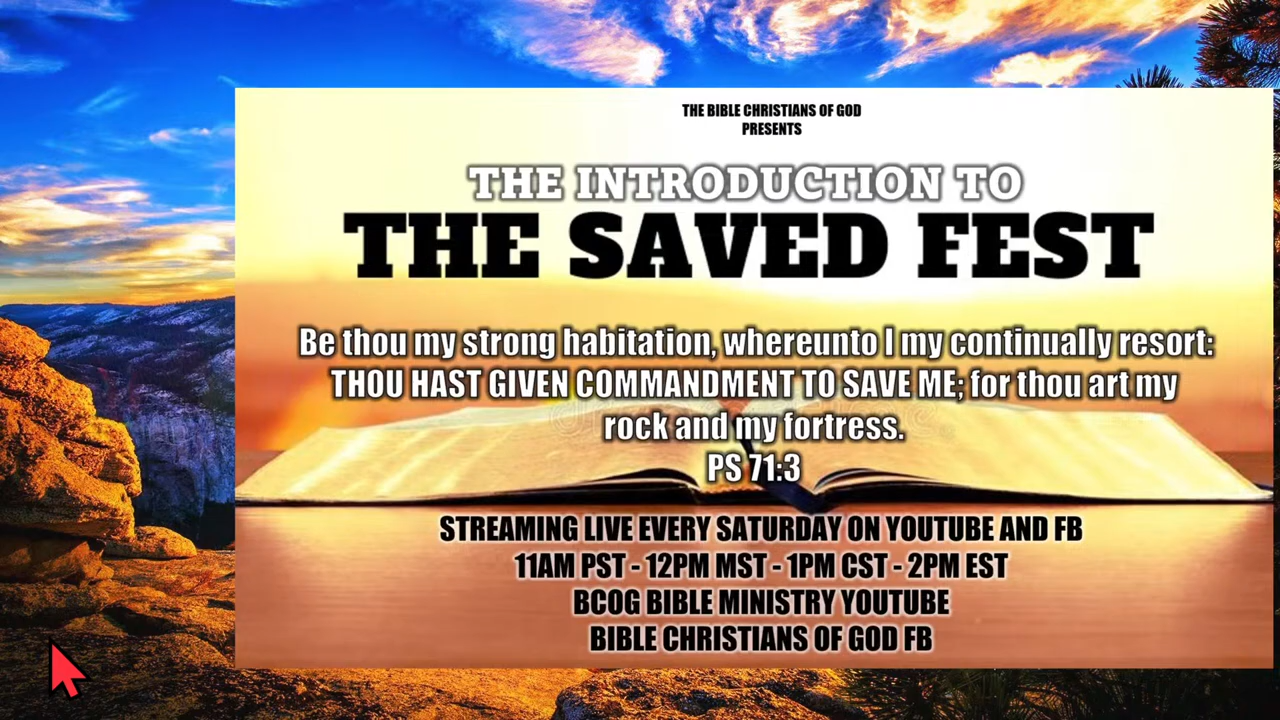 THE BIBLE CHRISTIANS OF GOD
PRESENTS
THE INTRODUCTION TO
THE SAVED FEST
Be thou my strong habitation, whereunto I my continually resort:
THOU HAST GIVEN COMMANDMENT TO SAVE ME; for thou art my
rock and my fortress.
PS 71:3
STREAMING LIVE EVERY SATURDAY ON YOUTUBE AND FB
11AM PST - 12PM MST - 1PM CST - 2PM EST
BCOG BIBLE MINISTRY YOUTUBE
BIBLE CHRISTIANS OF GOD FB